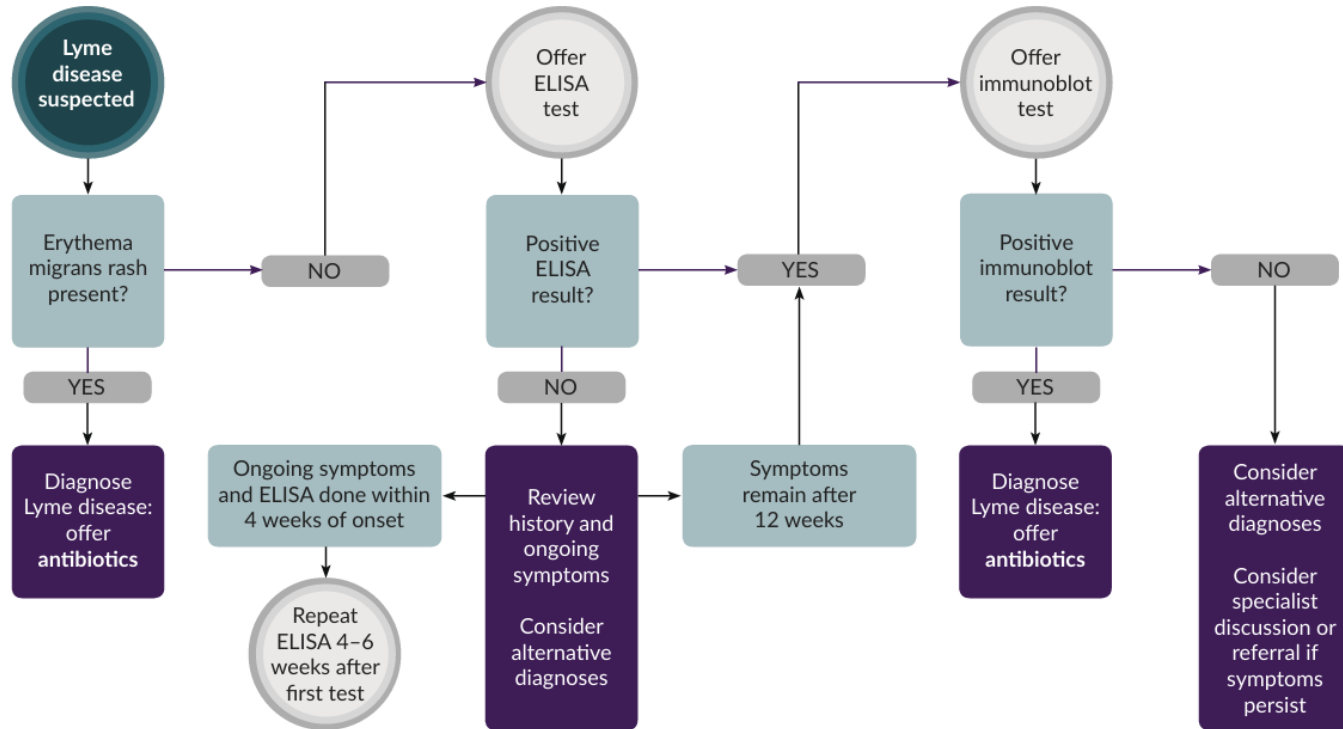 Lyme
disease
suspected
Erythema
migrans rash
present?
NO
YES
Diagnose
Lyme disease:
offer
antibiotics
Offer
ELISA
test
Positive
ELISA
result?
YES
NO
Review
history and
ongoing
symptoms
Consider
alternative
diagnoses
Ongoing symptoms
and ELISA done within
4 weeks of onset
Repeat
ELISA 4–6
weeks after
first test
Symptoms
remain after
12 weeks
Offer
immunoblot
test
Positive
immunoblot
result?
NO
YES
Diagnose
Lyme disease:
offer
antibiotics
Consider
alternative
diagnoses
Consider
specialist
discussion or
referral if
symptoms
persist